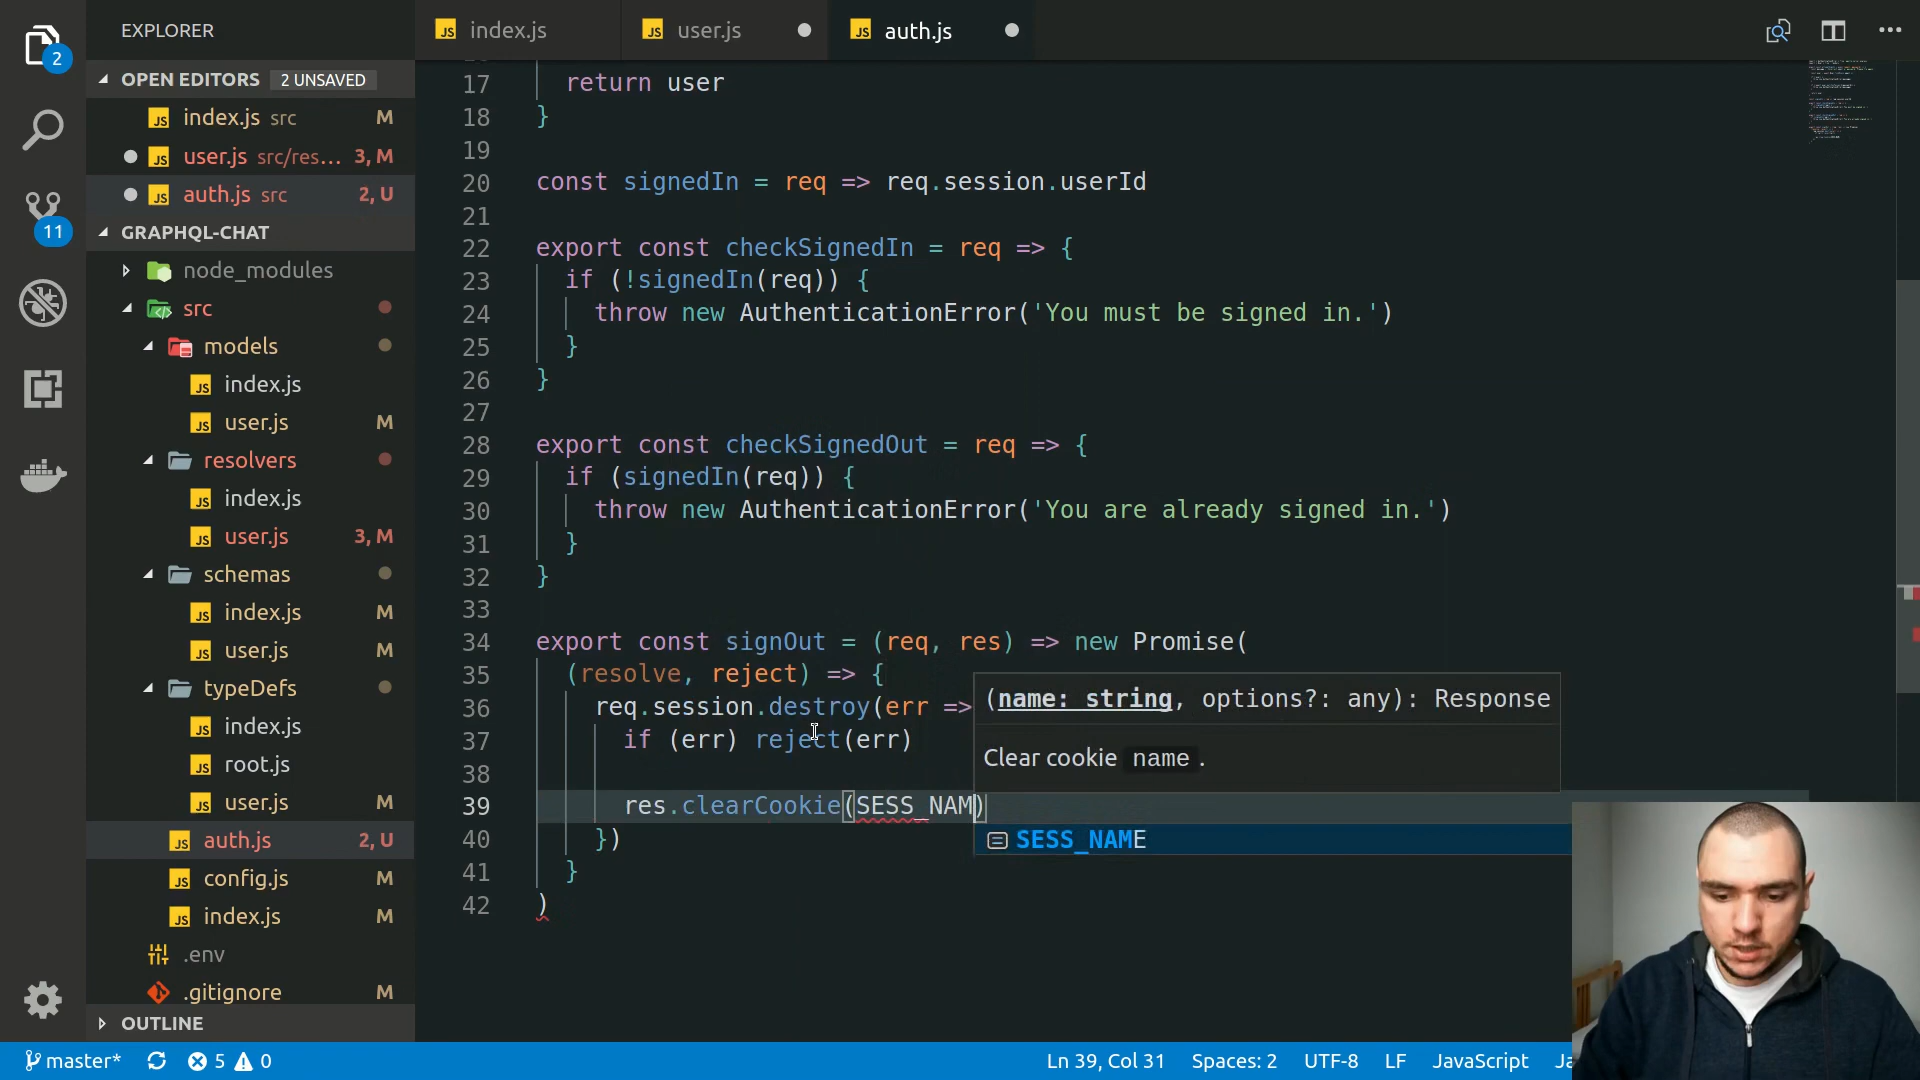 EXPLORER
index.js
user.js
auth.js
OPEN EDITORS 2 UNSAVED
index.js src M
user.js src/res... 3, M
auth.js src 2, U
GRAPHQL-CHAT
node_modules
src
models
index.js
user.js M
resolvers
index.js
user.js 3, M
schemas
index.js M
user.js M
typeDefs
index.js
root.js
user.js M
auth.js 2, U
config.js M
index.js M
.env
.gitignore M
OUTLINE
2
11
17 return user
18 }
19
20 const signedIn = req => req.session.userId
21
22 export const checkSignedIn = req => {
23 if (!signedIn(req)) {
24 throw new AuthenticationError('You must be signed in.')
25 }
26 }
27
28 export const checkSignedOut = req => {
29 if (signedIn(req)) {
30 throw new AuthenticationError('You are already signed in.')
31 }
32 }
33
34 export const signOut = (req, res) => new Promise(
35 (resolve, reject) => {
36 req.session.destroy(err =>
37 if (err) reject(err)
38
39 res.clearCookie(SESS_NAM)
40 })
41 }
42 )
(name: string, options?: any): Response
Clear cookie name.
SESS_NAME
master* 5 0 Ln 39, Col 31 Spaces: 2 UTF-8 LF JavaScript